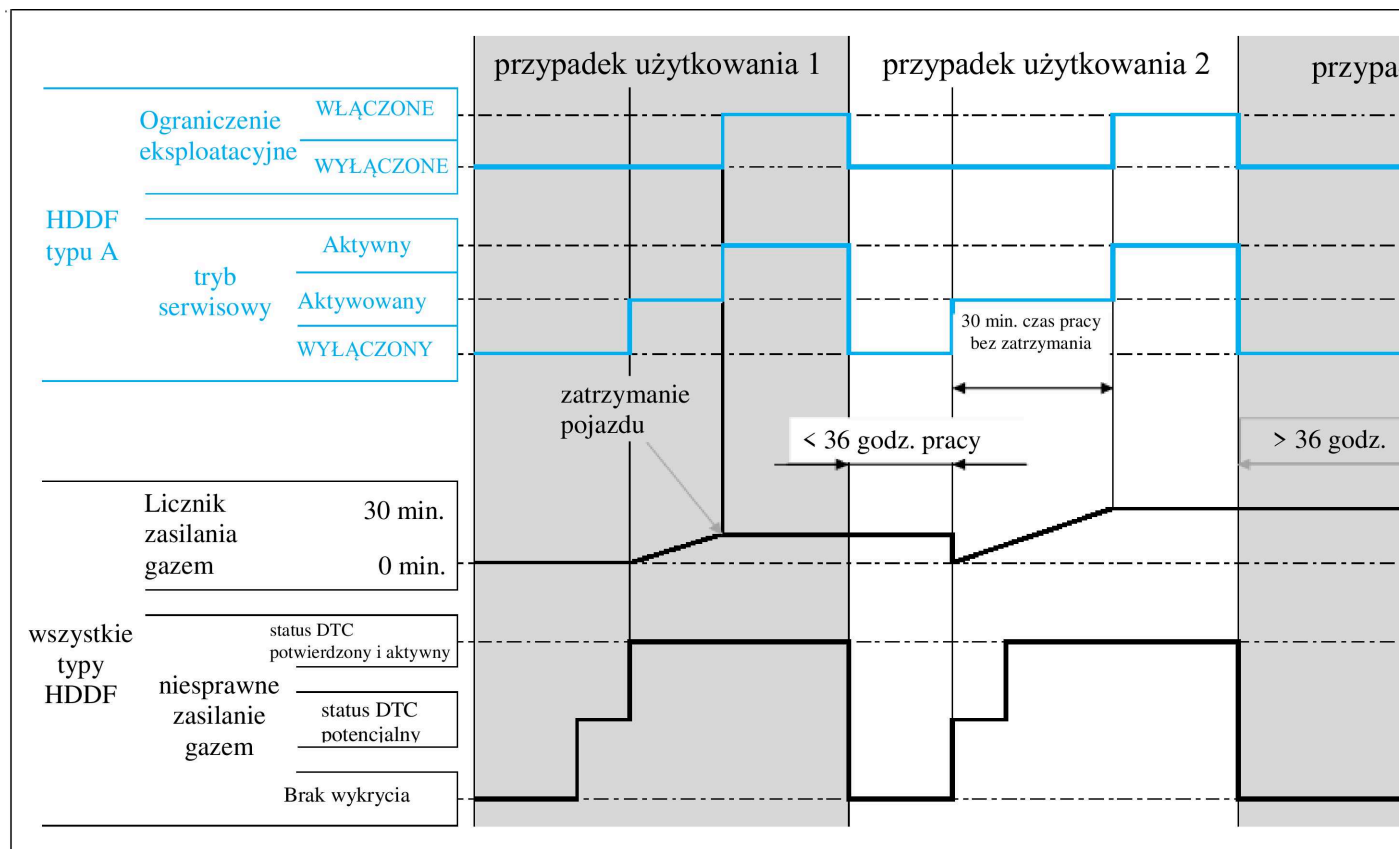 przypadek użytkowania 1
przypadek użytkowania 2
przypa
Ograniczenie
eksploatacyjne
WŁĄCZONE
WYŁĄCZONE
HDDF
typu A
tryb
serwisowy
Aktywny
Aktywowany
WYŁĄCZONY
30 min. czas pracy
bez zatrzymania
zatrzymanie
pojazdu
< 36 godz. pracy
> 36 godz.
Licznik
zasilania
gazem
30 min.
0 min.
wszystkie
typy
HDDF
niesprawne
zasilanie
gazem
status DTC
potwierdzony i aktywny
status DTC
potencjalny
Brak wykrycia